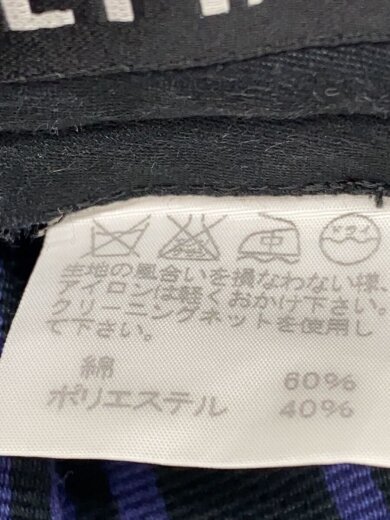 生地の風合いを損なわない様、
アイロンは軽くおかけ下さい。
クリーニングネットを使用し
て下さい。
綿 60%
ポリエステル 40%